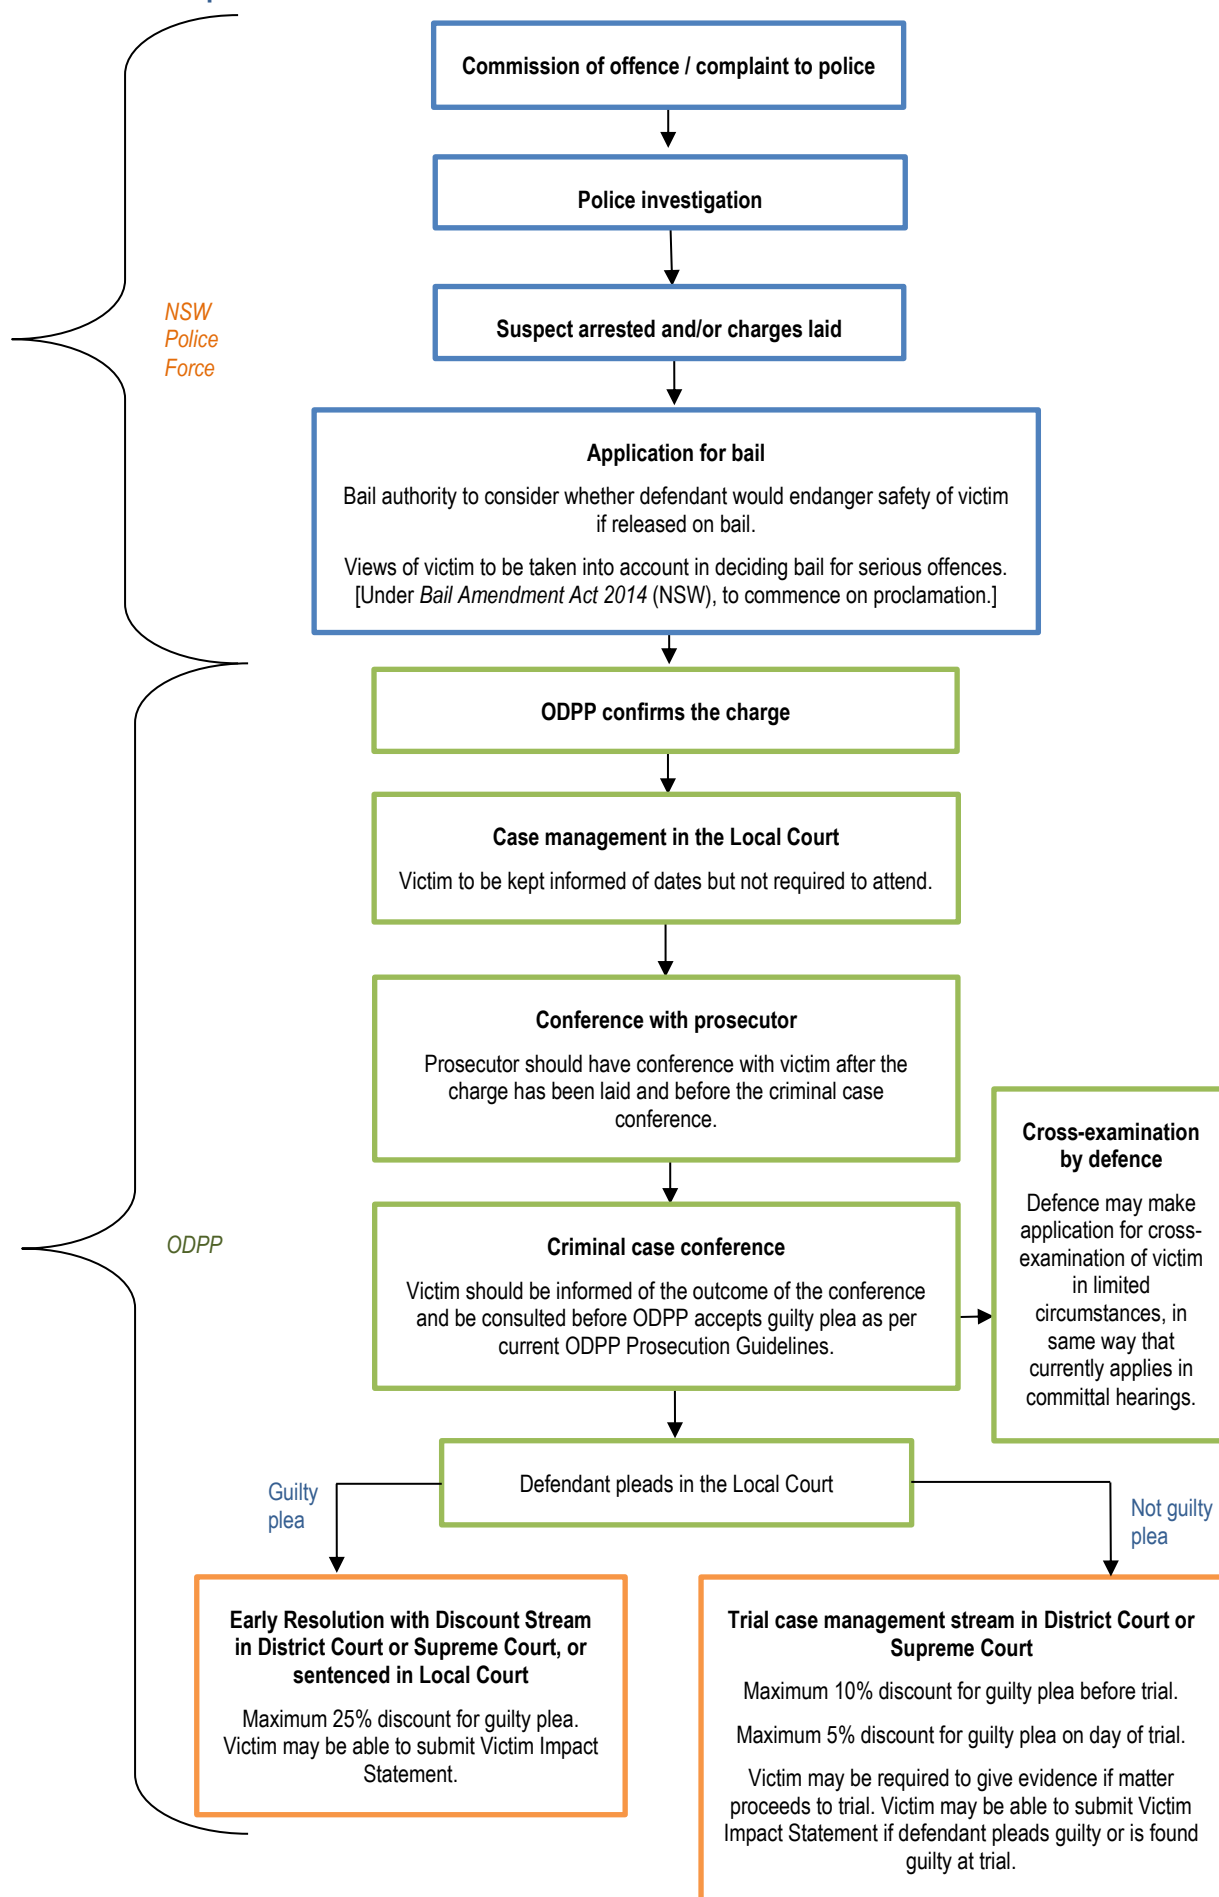 Commission of offence / complaint to police
Police investigation
NSW
Police
Force
Suspect arrested and/or charges laid
Application for bail
Bail authority to consider whether defendant would endanger safety of victim
if released on bail.
Views of victim to be taken into account in deciding bail for serious offences.
[Under Bail Amendment Act 2014 (NSW), to commence on proclamation.]
ODPP confirms the charge
Case management in the Local Court
Victim to be kept informed of dates but not required to attend.
Conference with prosecutor
Prosecutor should have conference with victim after the
charge has been laid and before the criminal case
conference.
ODPP
Criminal case conference
Victim should be informed of the outcome of the conference
and be consulted before ODPP accepts guilty plea as per
current ODPP Prosecution Guidelines.
Cross-examination
by defence
Defence may make
application for cross-
examination of victim
in limited
circumstances, in
same way that
currently applies in
committal hearings.
Defendant pleads in the Local Court
Guilty
plea
Not guilty
plea
Early Resolution with Discount Stream
in District Court or Supreme Court, or
sentenced in Local Court
Maximum 25% discount for guilty plea.
Victim may be able to submit Victim Impact
Statement.
Trial case management stream in District Court or
Supreme Court
Maximum 10% discount for guilty plea before trial.
Maximum 5% discount for guilty plea on day of trial.
Victim may be required to give evidence if matter
proceeds to trial. Victim may be able to submit Victim
Impact Statement if defendant pleads guilty or is found
guilty at trial.